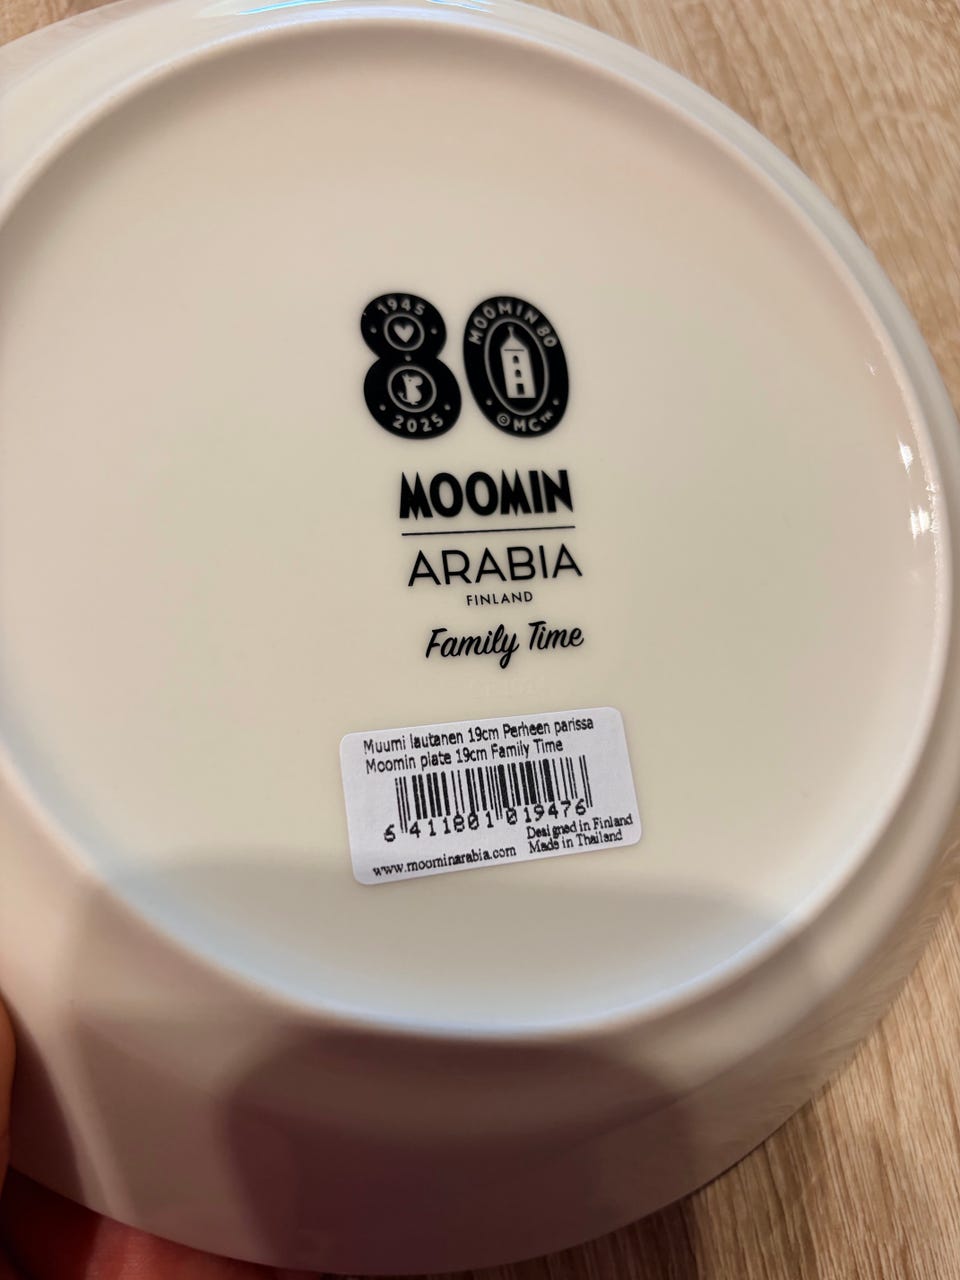 1945
2025
MOOMIN 80
©MC™
MOOMIN
ARABIA
FINLAND
Family Time
Muumi lautanen 19cm Perheen parissa
Moomin plate 19cm Family Time
6 411801 019476
Designed in Finland
www.moominarabia.com Made in Thailand